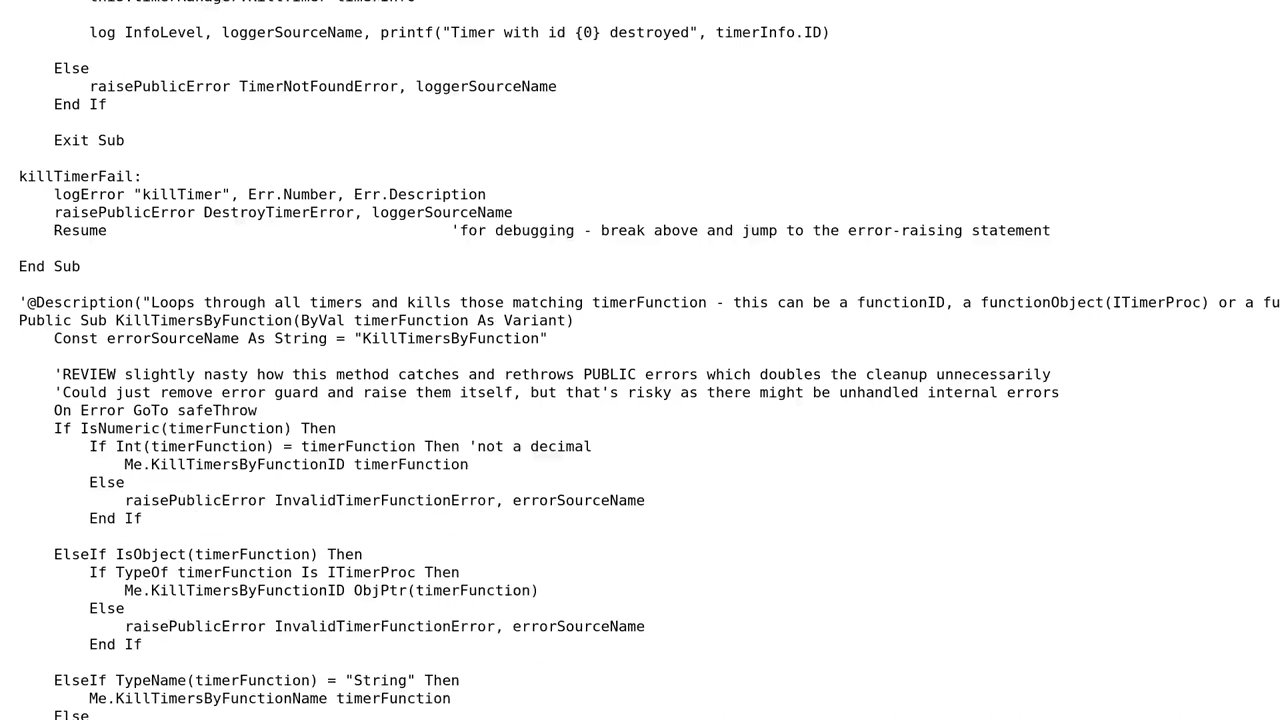 this.timerManager.KillTimer timerInfo
log InfoLevel, loggerSourceName, printf("Timer with id {0} destroyed", timerInfo.ID)
Else
raisePublicError TimerNotFoundError, loggerSourceName
End If
Exit Sub
killTimerFail:
logError "killTimer", Err.Number, Err.Description
raisePublicError DestroyTimerError, loggerSourceName
Resume 'for debugging - break above and jump to the error-raising statement
End Sub
'@Description("Loops through all timers and kills those matching timerFunction - this can be a functionID, a functionObject(ITimerProc) or a fu
Public Sub KillTimersByFunction(ByVal timerFunction As Variant)
Const errorSourceName As String = "KillTimersByFunction"
'REVIEW slightly nasty how this method catches and rethrows PUBLIC errors which doubles the cleanup unnecessarily
'Could just remove error guard and raise them itself, but that's risky as there might be unhandled internal errors
On Error GoTo safeThrow
If IsNumeric(timerFunction) Then
If Int(timerFunction) = timerFunction Then 'not a decimal
Me.KillTimersByFunctionID timerFunction
Else
raisePublicError InvalidTimerFunctionError, errorSourceName
End If
ElseIf IsObject(timerFunction) Then
If TypeOf timerFunction Is ITimerProc Then
Me.KillTimersByFunctionID ObjPtr(timerFunction)
Else
raisePublicError InvalidTimerFunctionError, errorSourceName
End If
ElseIf TypeName(timerFunction) = "String" Then
Me.KillTimersByFunctionName timerFunction
Else